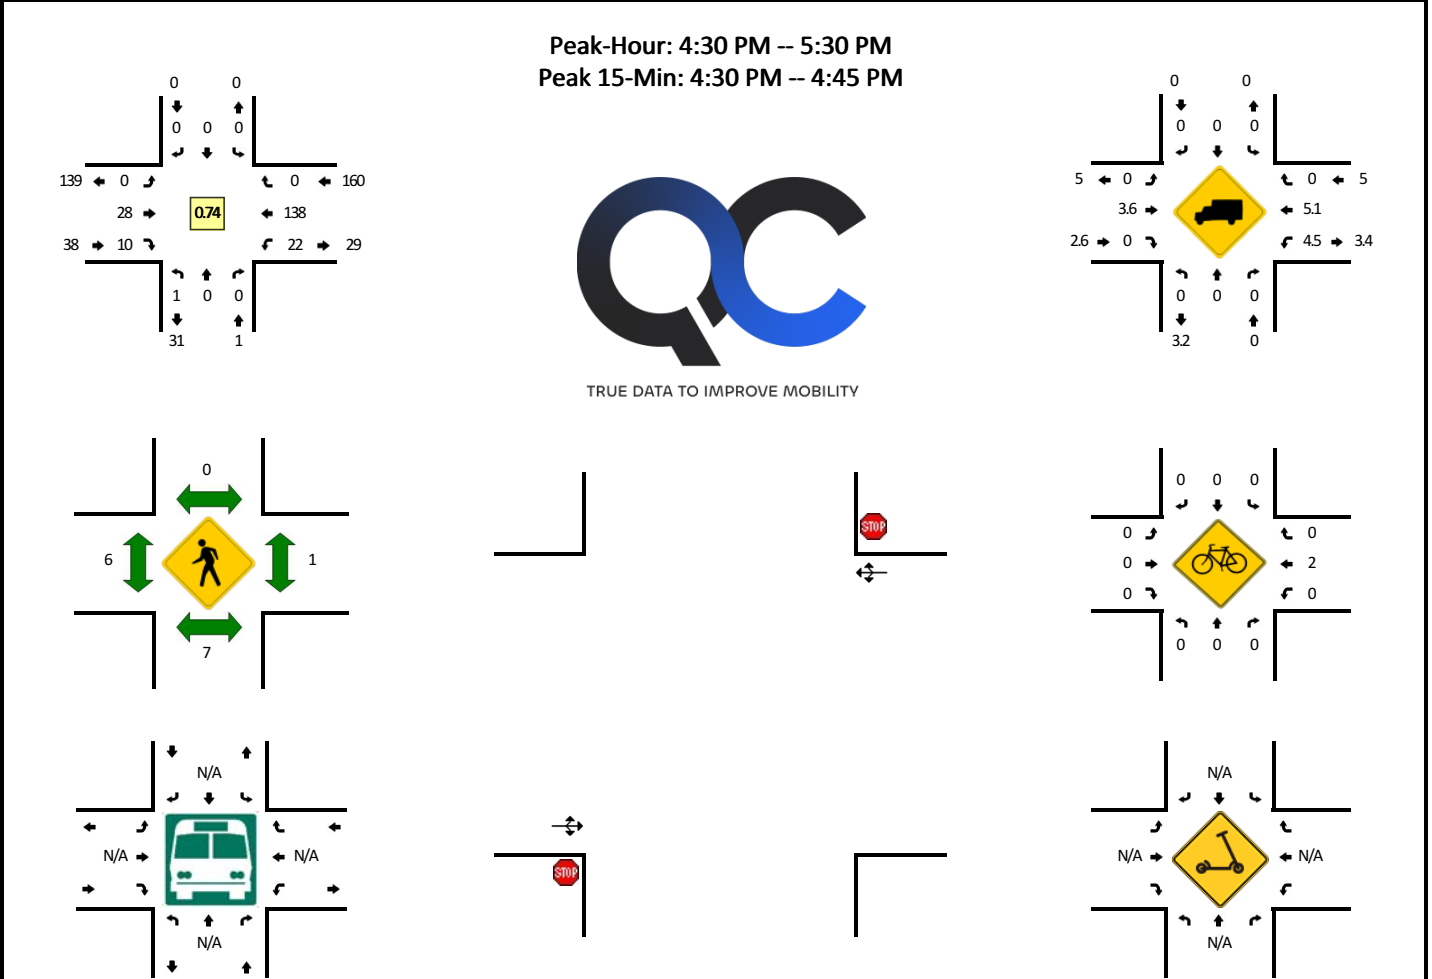 Peak-Hour: 4:30 PM -- 5:30 PM
Peak 15-Min: 4:30 PM -- 4:45 PM
0 0
0 0 0
139 0 0 160
28 0.74 138
38 10 22 29
1 0 0
31 1
TRUE DATA TO IMPROVE MOBILITY
0 0
0 0 0
5 0 0 5
3.6 5.1
2.6 0 4.5 3.4
0 0 0
3.2 0
0
6 1
7
STOP
STOP
0 0 0
0 0
0 2
0 0
0 0 0
N/A
N/A N/A
N/A
N/A
N/A N/A
N/A